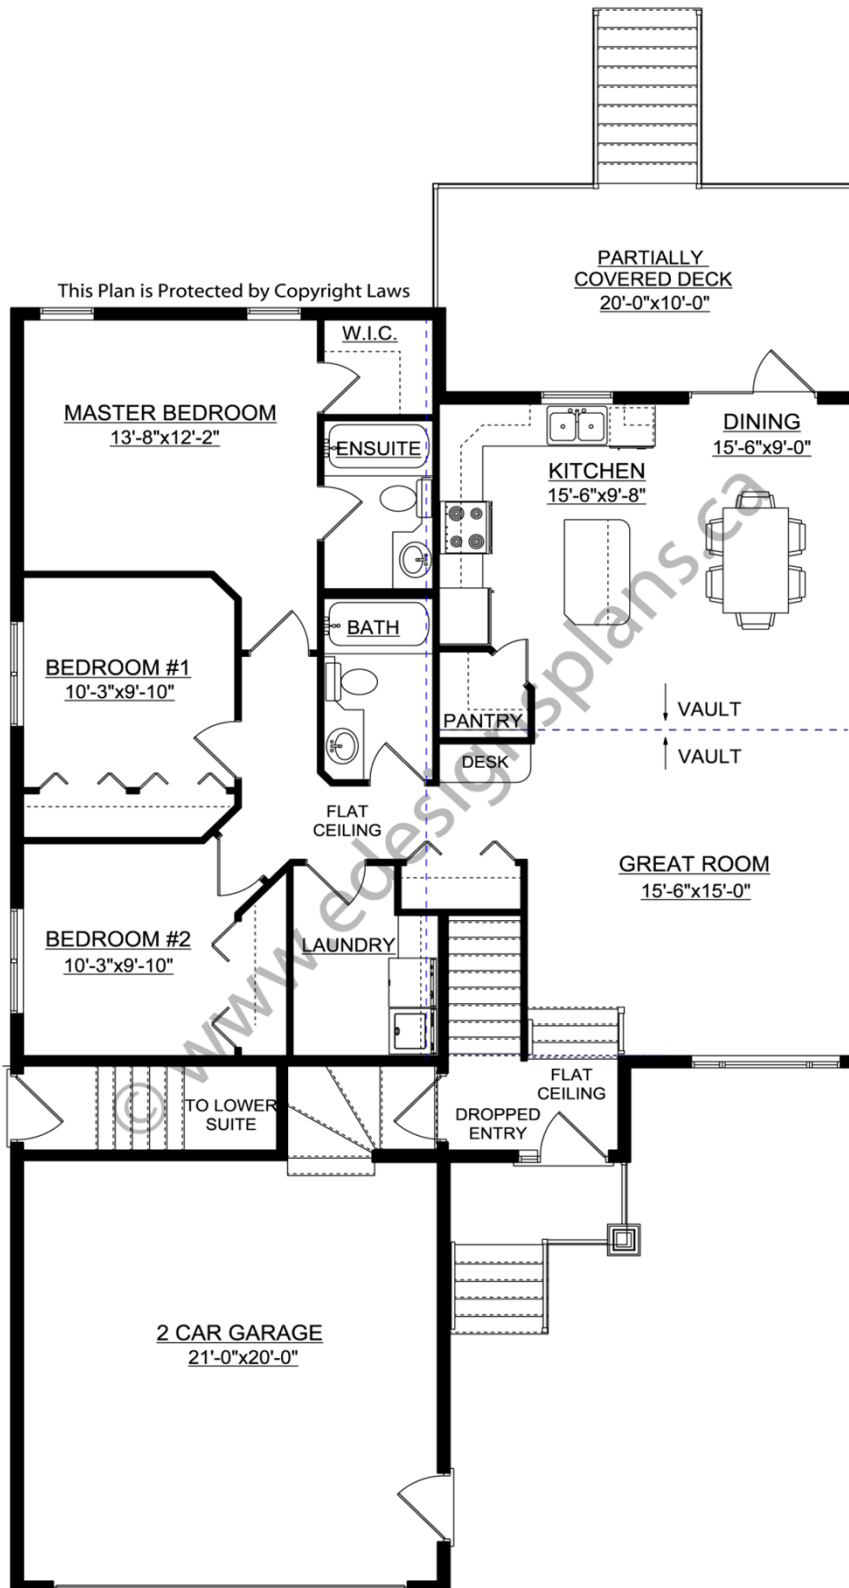 This Plan is Protected by Copyright Laws
PARTIALLY
COVERED DECK
20'-0"x10'-0"
W.I.C.
MASTER BEDROOM
13'-8"x12'-2"
ENSUITE
KITCHEN
15'-6"x9'-8"
DINING
15'-6"x9'-0"
BATH
BEDROOM #1
10'-3"x9'-10"
PANTRY
VAULT
VAULT
DESK
FLAT
CEILING
GREAT ROOM
15'-6"x15'-0"
BEDROOM #2
10'-3"x9'-10"
LAUNDRY
TO LOWER
SUITE
FLAT
CEILING
DROPPED
ENTRY
2 CAR GARAGE
21'-0"x20'-0"
© www.edesignsplans.ca